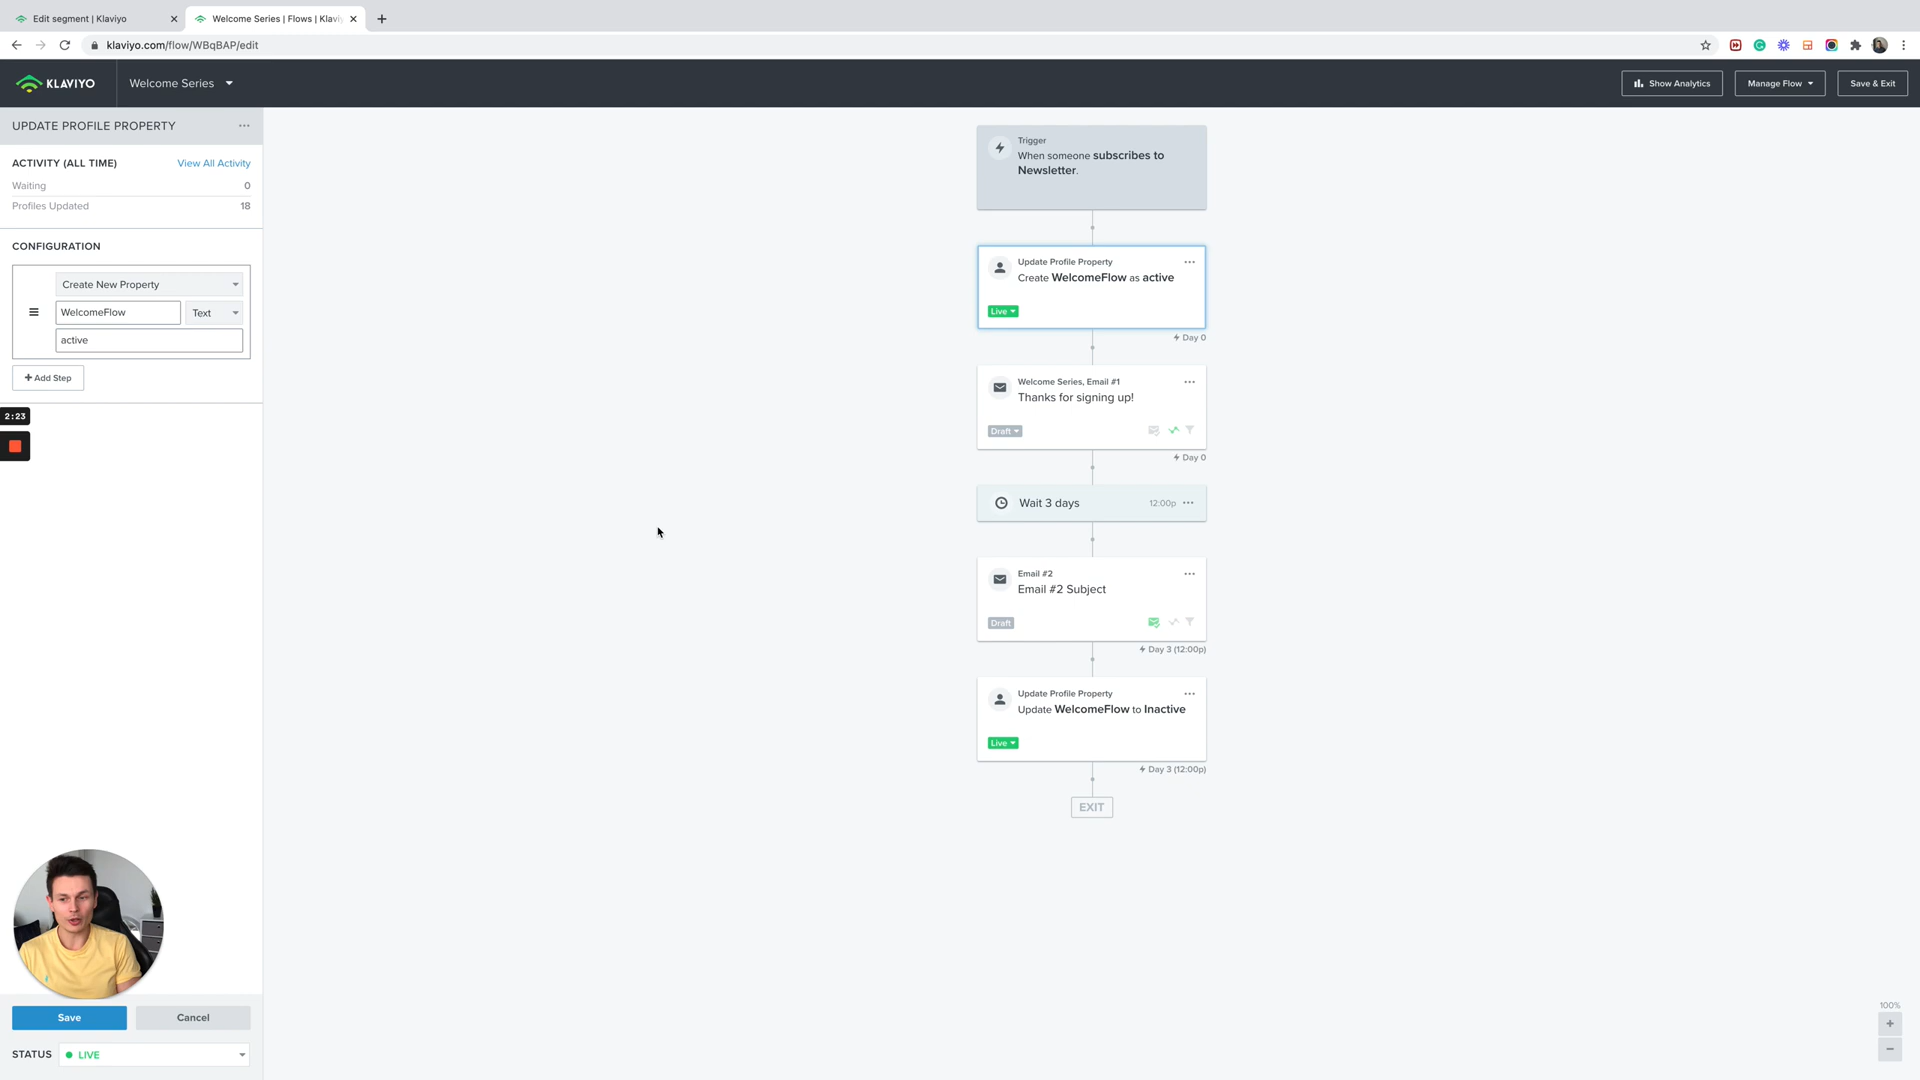 Edit segment | Klaviyo
Welcome Series | Flows | Klavi
klaviyo.com/flow/WBqBAP/edit
KLAVIYO
Welcome Series
Show Analytics
Manage Flow
Save & Exit
UPDATE PROFILE PROPERTY
ACTIVITY (ALL TIME)
View All Activity
Waiting
0
Profiles Updated
18
CONFIGURATION
Create New Property
WelcomeFlow
Text
active
+ Add Step
2:23
Trigger
When someone subscribes to
Newsletter.
Update Profile Property
Create WelcomeFlow as active
Live
Day 0
Welcome Series, Email #1
Thanks for signing up!
Draft
Day 0
Wait 3 days
12:00p
Email #2
Email #2 Subject
Draft
Day 3 (12:00p)
Update Profile Property
Update WelcomeFlow to Inactive
Live
Day 3 (12:00p)
EXIT
Save
Cancel
STATUS
LIVE
100%